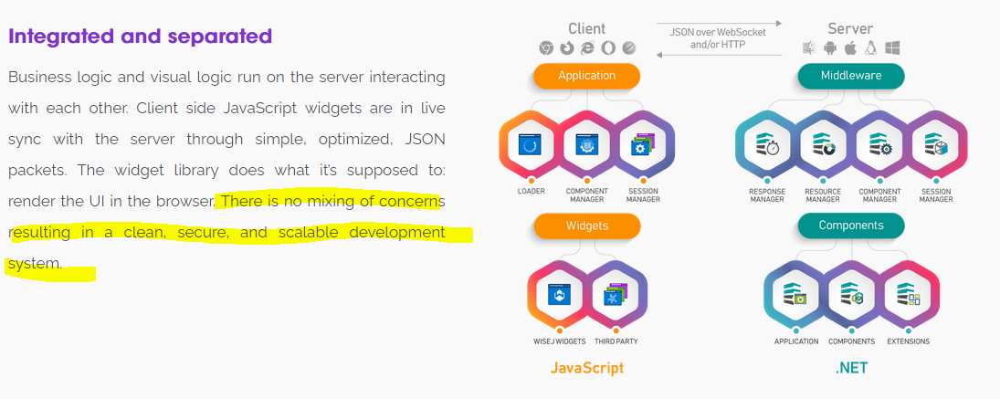 Integrated and separated
Business logic and visual logic run on the server interacting
with each other. Client side JavaScript widgets are in live
sync with the server through simple, optimized, JSON
packets. The widget library does what it's supposed to:
render the UI in the browser. There is no mixing of concerns
resulting in a clean, secure, and scalable development
system.
Client
JSON over WebSocket
and/or HTTP
Server
Application
LOADER
COMPONENT
MANAGER
SESSION
MANAGER
Widgets
WISEJ WIDGETS
THIRD PARTY
JavaScript
Middleware
RESPONSE
MANAGER
RESOURCE
MANAGER
COMPONENT
MANAGER
SESSION
MANAGER
Components
APPLICATION
COMPONENTS
EXTENSIONS
.NET